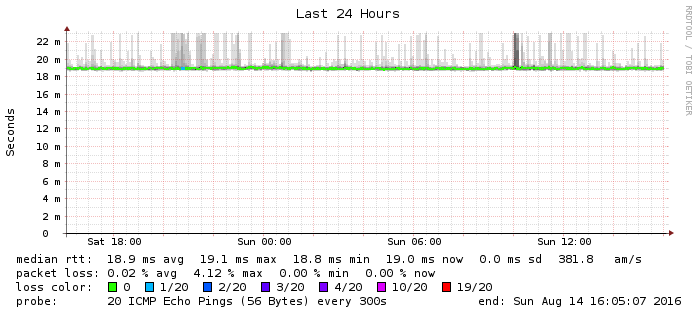 Last 24 Hours
RRDTOOL / TOBI OETIKER
Seconds
22 m
20 m
18 m
16 m
14 m
12 m
10 m
8 m
6 m
4 m
2 m
0
Sat 18:00 Sun 00:00 Sun 06:00 Sun 12:00
median rtt: 18.9 ms avg 19.1 ms max 18.8 ms min 19.0 ms now 0.0 ms sd 381.8 am/s
packet loss: 0.02 % avg 4.12 % max 0.00 % min 0.00 % now
loss color: 0 1/20 2/20 3/20 4/20 10/20 19/20
probe: 20 ICMP Echo Pings (56 Bytes) every 300s end: Sun Aug 14 16:05:07 2016